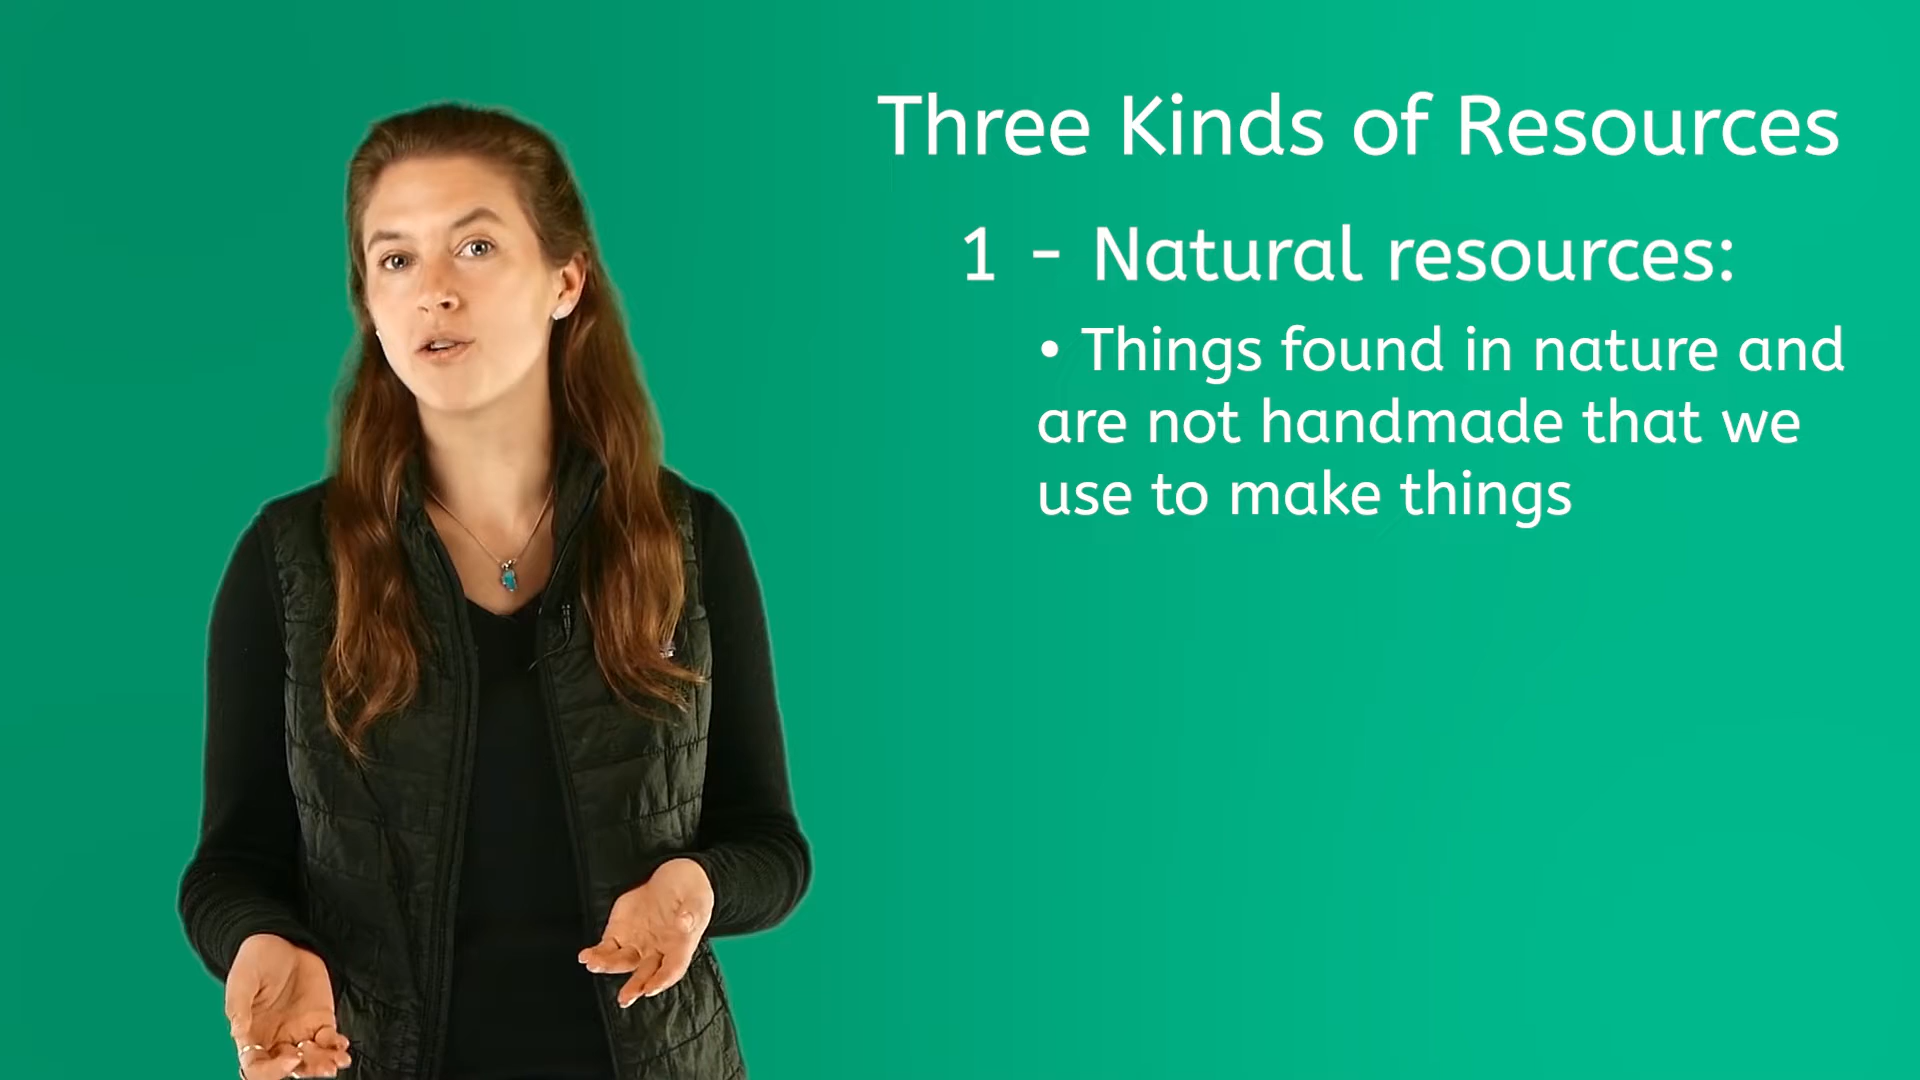 Three Kinds of Resources
1 - Natural resources:
• Things found in nature and
are not handmade that we
use to make things